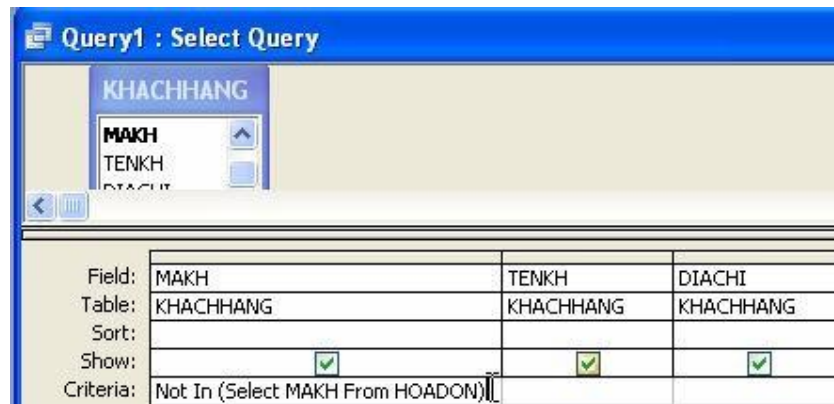 Query1 : Select Query
KHACHHANG
MAKH
TENKH
DIACHI
Field: MAKH TENKH DIACHI
Table: KHACHHANG KHACHHANG KHACHHANG
Sort:
Show:
Criteria: Not In (Select MAKH From HOADON)